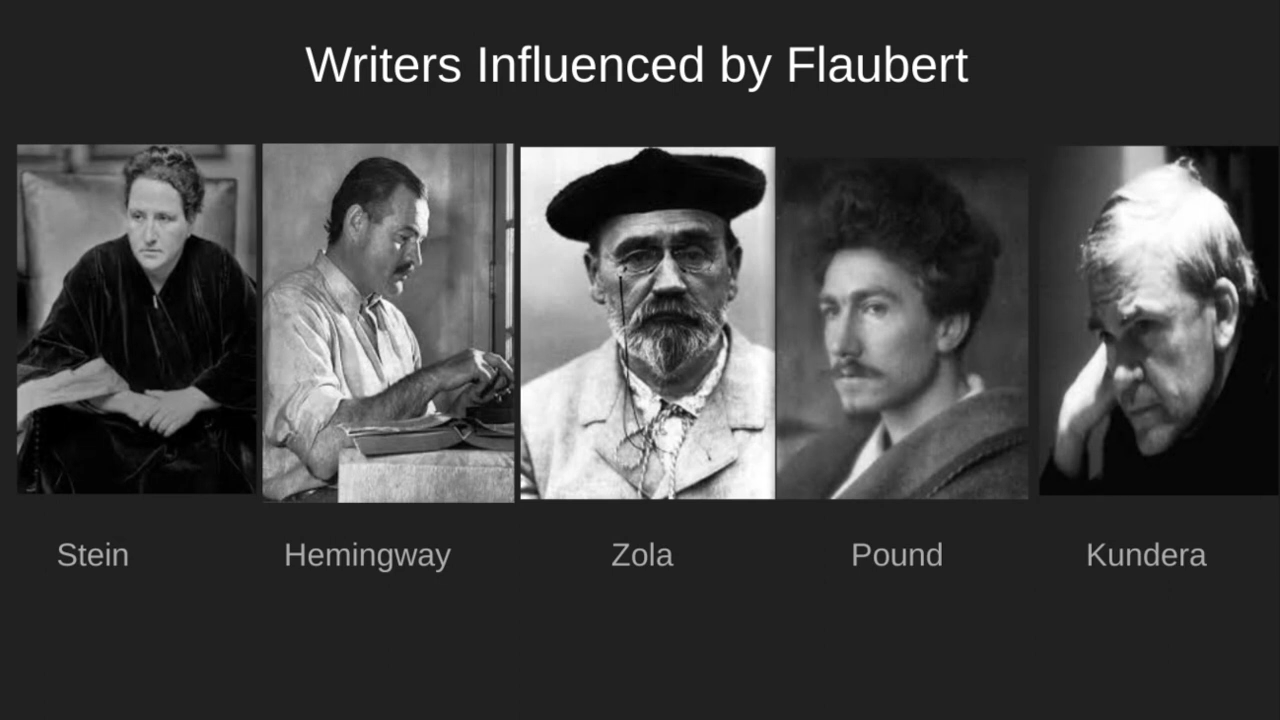 Writers Influenced by Flaubert
Stein
Hemingway
Zola
Pound
Kundera